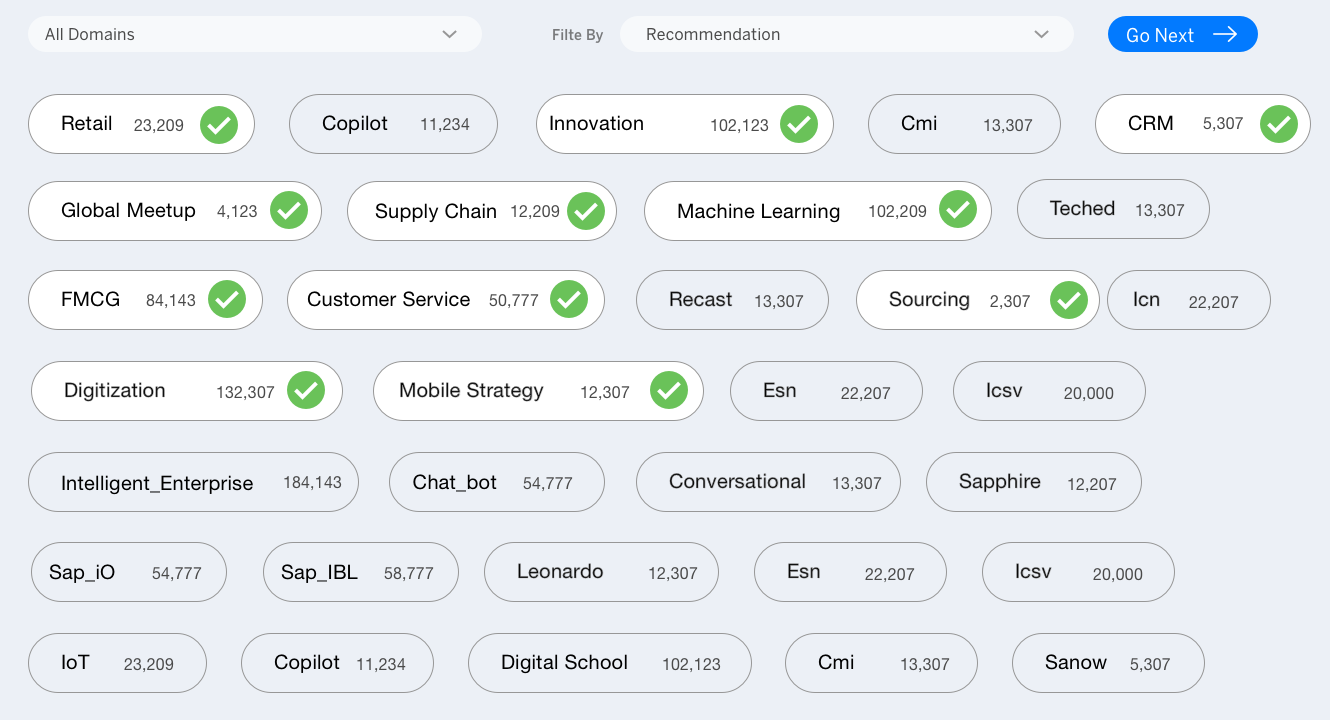 All Domains Filte By Recommendation Go Next
Retail 23,209 Copilot 11,234 Innovation 102,123 Cmi 13,307 CRM 5,307
Global Meetup 4,123 Supply Chain 12,209 Machine Learning 102,209 Teched 13,307
FMCG 84,143 Customer Service 50,777 Recast 13,307 Sourcing 2,307 Icn 22,207
Digitization 132,307 Mobile Strategy 12,307 Esn 22,207 Icsv 20,000
Intelligent_Enterprise 184,143 Chat_bot 54,777 Conversational 13,307 Sapphire 12,207
Sap_iO 54,777 Sap_IBL 58,777 Leonardo 12,307 Esn 22,207 Icsv 20,000
IoT 23,209 Copilot 11,234 Digital School 102,123 Cmi 13,307 Sanow 5,307